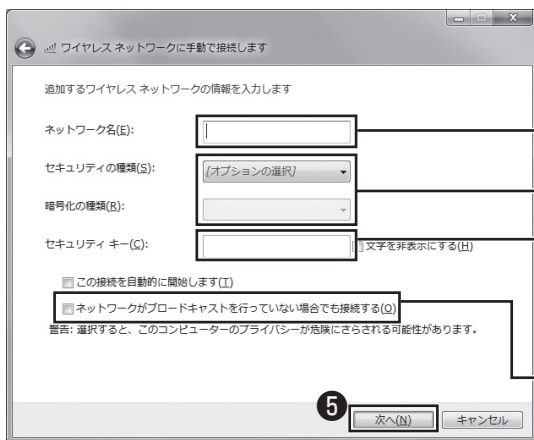 ワイヤレス ネットワークに手動で接続します
追加するワイヤレス ネットワークの情報を入力します
ネットワーク名(E):
セキュリティの種類(S):
[オプションの選択]
暗号化の種類(R):
セキュリティ キー(C):
文字を非表示にする(H)
この接続を自動的に開始します(T)
ネットワークがブロードキャストを行っていない場合でも接続する(O)
警告: 選択すると、このコンピューターのプライバシーが危険にさらされる可能性があります。
❺ 次へ(N) キャンセル